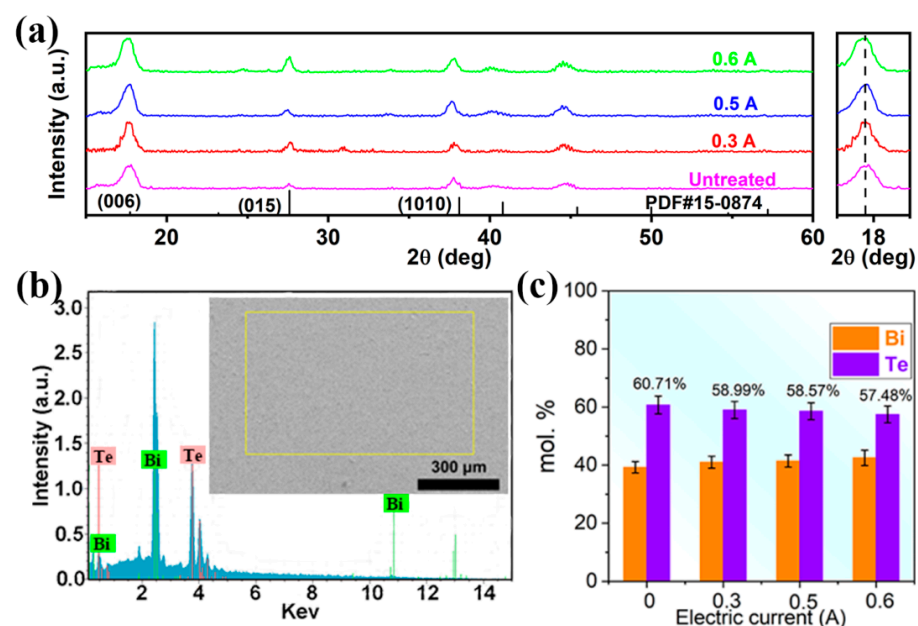 (a)
Intensity (a.u.)
0.6 A
0.5 A
0.3 A
Untreated
(006)
(015)
(1010)
PDF#15-0874
20
30
40
50
60
2θ (deg)
18
2θ (deg)
(b)
Intensity (a.u.)
3.0
2.5
2.0
1.5
1.0
0.5
0.0
Te
Bi
Bi
Te
Bi
300 μm
2
4
6
8
10
12
14
Kev
(c)
mol. %
100
80
60
40
20
0
Bi
Te
60.71%
58.99%
58.57%
57.48%
0
0.3
0.5
0.6
Electric current (A)